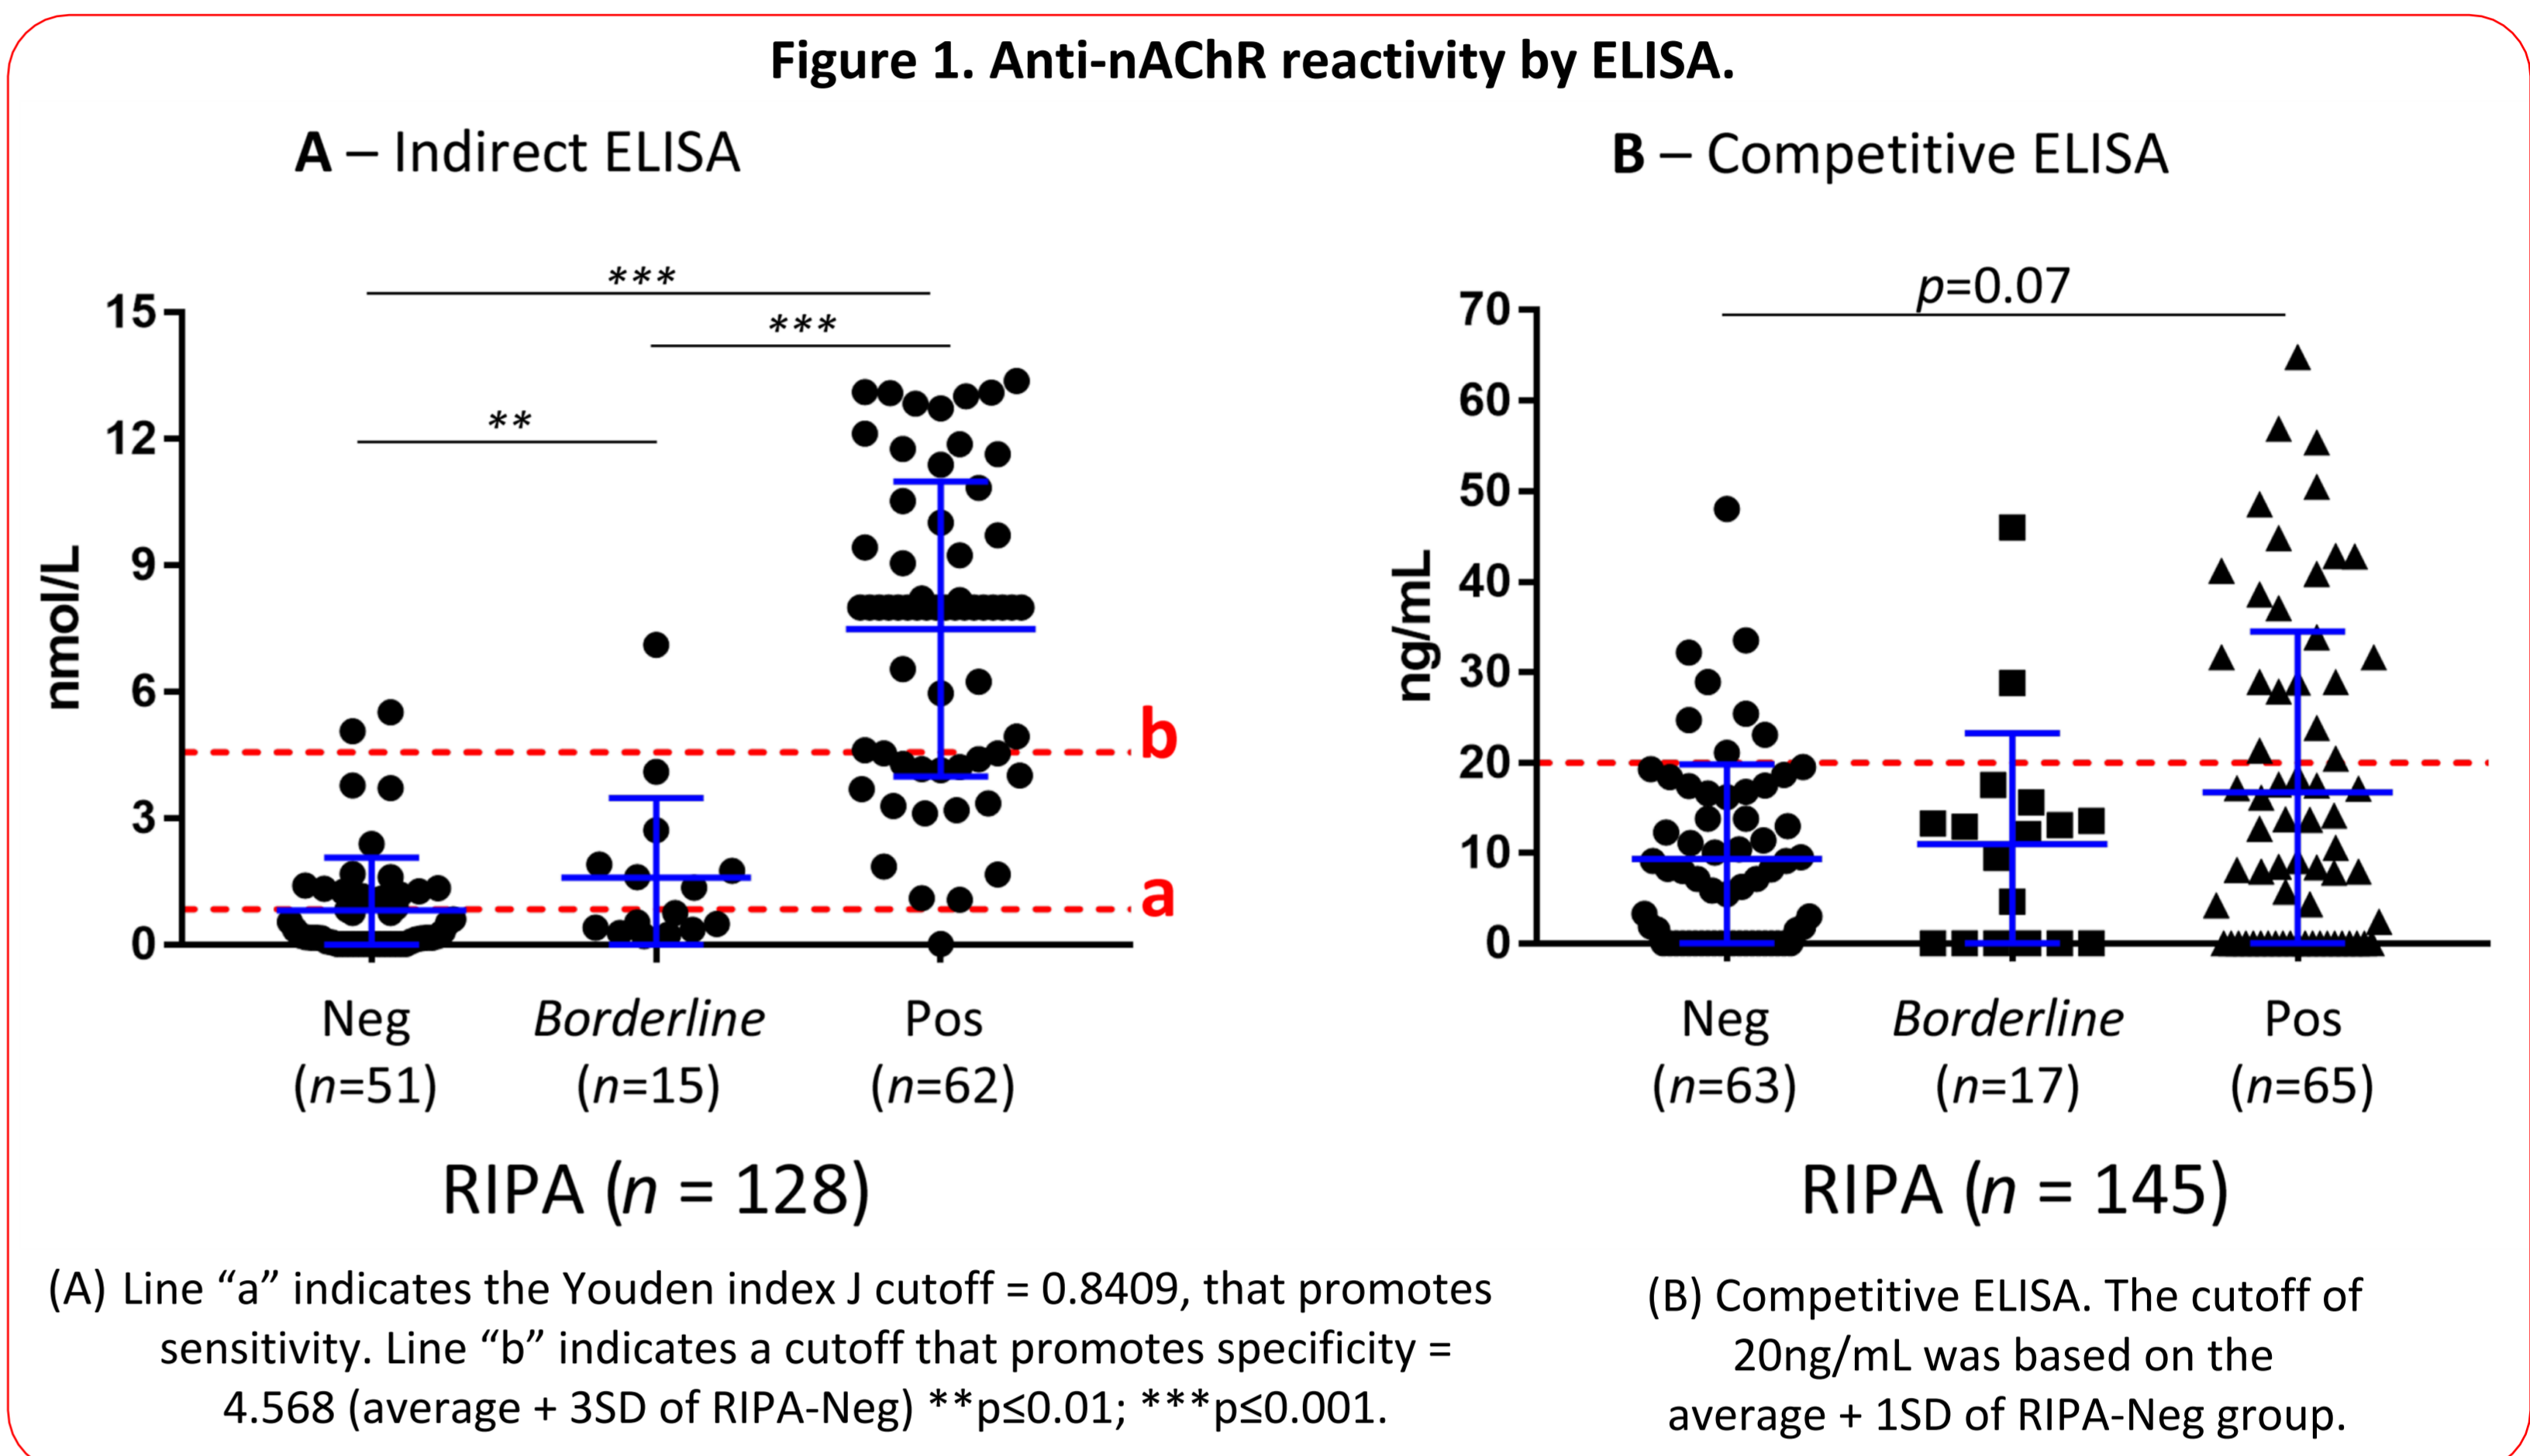 Figure 1. Anti-nAChR reactivity by ELISA.
A – Indirect ELISA
***
***
**
15
12
9
6
3
0
nmol/L
b
a
Neg
Borderline
Pos
(n=51)
(n=15)
(n=62)
RIPA (n = 128)
(A) Line “a” indicates the Youden index J cutoff = 0.8409, that promotes
sensitivity. Line “b” indicates a cutoff that promotes specificity =
4.568 (average + 3SD of RIPA-Neg) **p≤0.01; ***p≤0.001.
B – Competitive ELISA
p=0.07
70
60
50
40
30
20
10
0
ng/mL
Neg
Borderline
Pos
(n=63)
(n=17)
(n=65)
RIPA (n = 145)
(B) Competitive ELISA. The cutoff of
20ng/mL was based on the
average + 1SD of RIPA-Neg group.